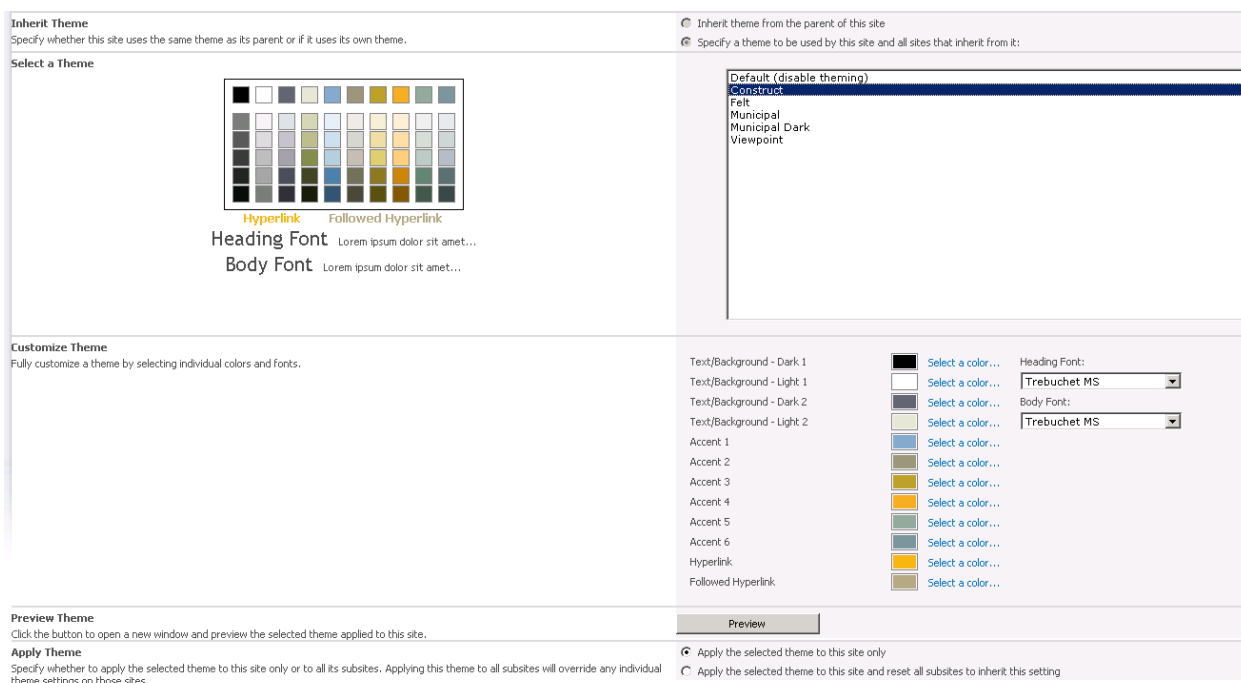 Inherit Theme
Specify whether this site uses the same theme as its parent or if it uses its own theme.
Inherit theme from the parent of this site
Specify a theme to be used by this site and all sites that inherit from it:
Select a Theme
Hyperlink Followed Hyperlink
Heading Font Lorem ipsum dolor sit amet...
Body Font Lorem ipsum dolor sit amet...
Default (disable theming)
Construct
Felt
Municipal
Municipal Dark
Viewpoint
Customize Theme
Fully customize a theme by selecting individual colors and fonts.
Text/Background - Dark 1 Select a color... Heading Font:
Text/Background - Light 1 Select a color... Trebuchet MS
Text/Background - Dark 2 Select a color... Body Font:
Text/Background - Light 2 Select a color... Trebuchet MS
Accent 1 Select a color...
Accent 2 Select a color...
Accent 3 Select a color...
Accent 4 Select a color...
Accent 5 Select a color...
Accent 6 Select a color...
Hyperlink Select a color...
Followed Hyperlink Select a color...
Preview Theme
Click the button to open a new window and preview the selected theme applied to this site.
Preview
Apply Theme
Specify whether to apply the selected theme to this site only or to all its subsites. Applying this theme to all subsites will override any individual
theme settings on those sites.
Apply the selected theme to this site only
Apply the selected theme to this site and reset all subsites to inherit this setting